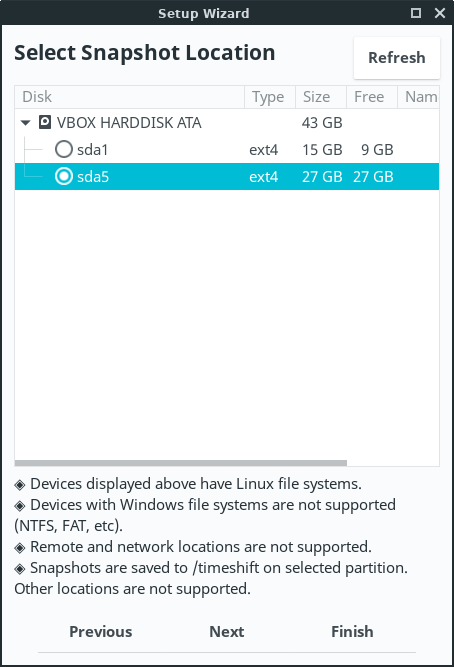 Setup Wizard
Select Snapshot Location
Refresh
Disk Type Size Free Nam
VBOX HARDDISK ATA 43 GB
sda1 ext4 15 GB 9 GB
sda5 ext4 27 GB 27 GB
◈ Devices displayed above have Linux file systems.
◈ Devices with Windows file systems are not supported
(NTFS, FAT, etc).
◈ Remote and network locations are not supported.
◈ Snapshots are saved to /timeshift on selected partition.
Other locations are not supported.
Previous Next Finish